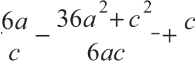 6a/c - (36a² + c²)/6ac + c